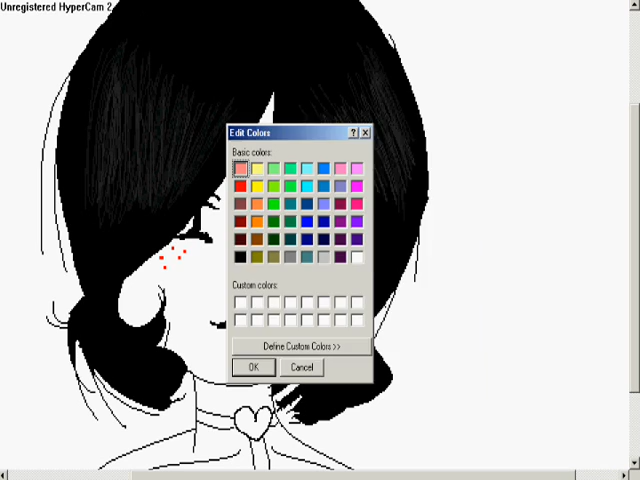 Unregistered HyperCam 2
Edit Colors
Basic colors:
Custom colors:
Define Custom Colors >>
OK
Cancel